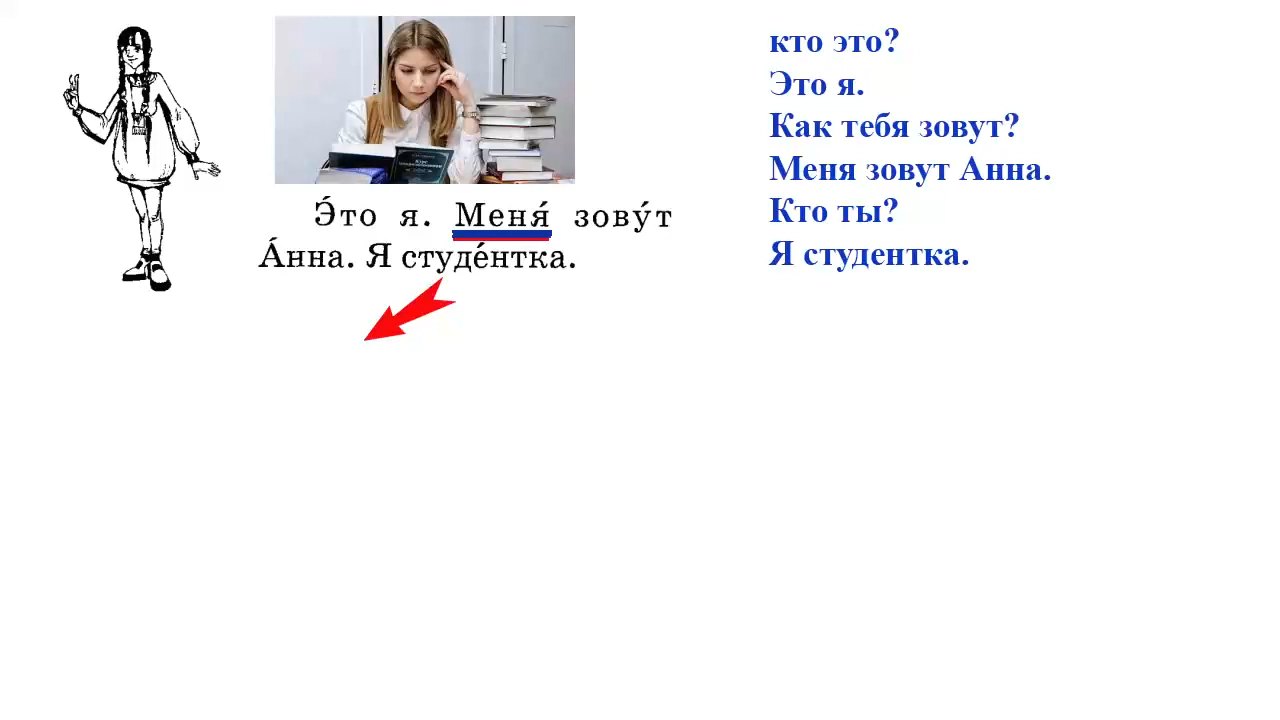 Э́то я. Меня́ зову́т
А́нна. Я студе́нтка.
кто это?
Это я.
Как тебя зовут?
Меня зовут Анна.
Кто ты?
Я студентка.